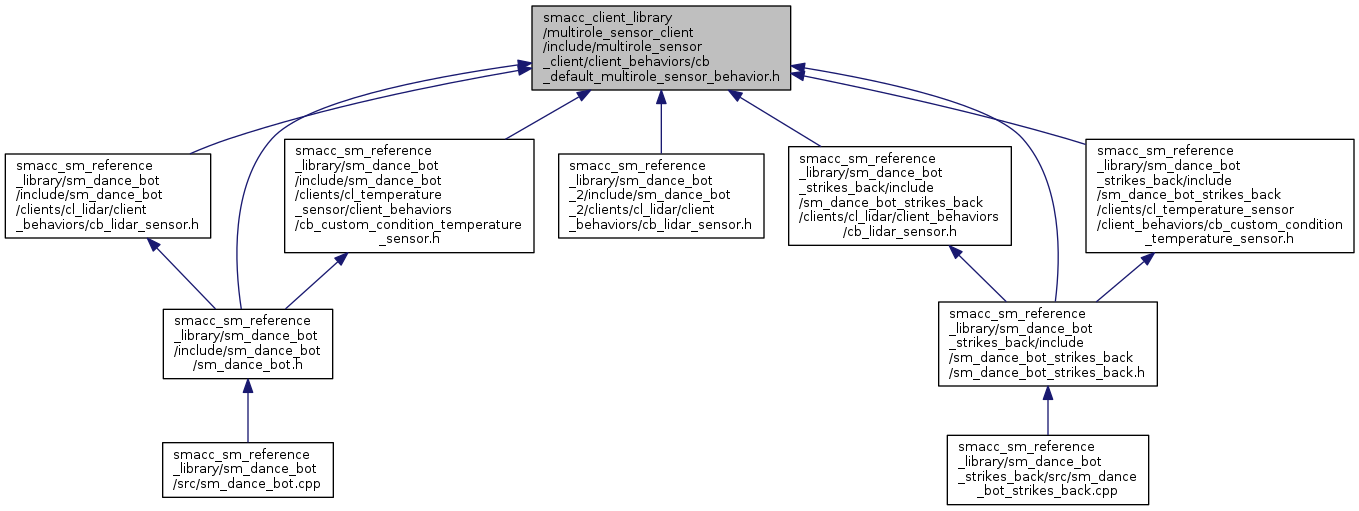 smacc_client_library
/multirole_sensor_client
/include/multirole_sensor
_client/client_behaviors/cb
_default_multirole_sensor_behavior.h
smacc_sm_reference
_library/sm_dance_bot
/include/sm_dance_bot
/clients/cl_lidar/client
_behaviors/cb_lidar_sensor.h
smacc_sm_reference
_library/sm_dance_bot
/include/sm_dance_bot
/clients/cl_temperature
_sensor/client_behaviors
/cb_custom_condition_temperature
_sensor.h
smacc_sm_reference
_library/sm_dance_bot
_2/include/sm_dance_bot
_2/clients/cl_lidar/client
_behaviors/cb_lidar_sensor.h
smacc_sm_reference
_library/sm_dance_bot
_strikes_back/include
/sm_dance_bot_strikes_back
/clients/cl_lidar/client_behaviors
/cb_lidar_sensor.h
smacc_sm_reference
_library/sm_dance_bot
_strikes_back/include
/sm_dance_bot_strikes_back
/clients/cl_temperature_sensor
/client_behaviors/cb_custom_condition
_temperature_sensor.h
smacc_sm_reference
_library/sm_dance_bot
/include/sm_dance_bot
/sm_dance_bot.h
smacc_sm_reference
_library/sm_dance_bot
_strikes_back/include
/sm_dance_bot_strikes_back
/sm_dance_bot_strikes_back.h
smacc_sm_reference
_library/sm_dance_bot
/src/sm_dance_bot.cpp
smacc_sm_reference
_library/sm_dance_bot
_strikes_back/src/sm_dance
_bot_strikes_back.cpp